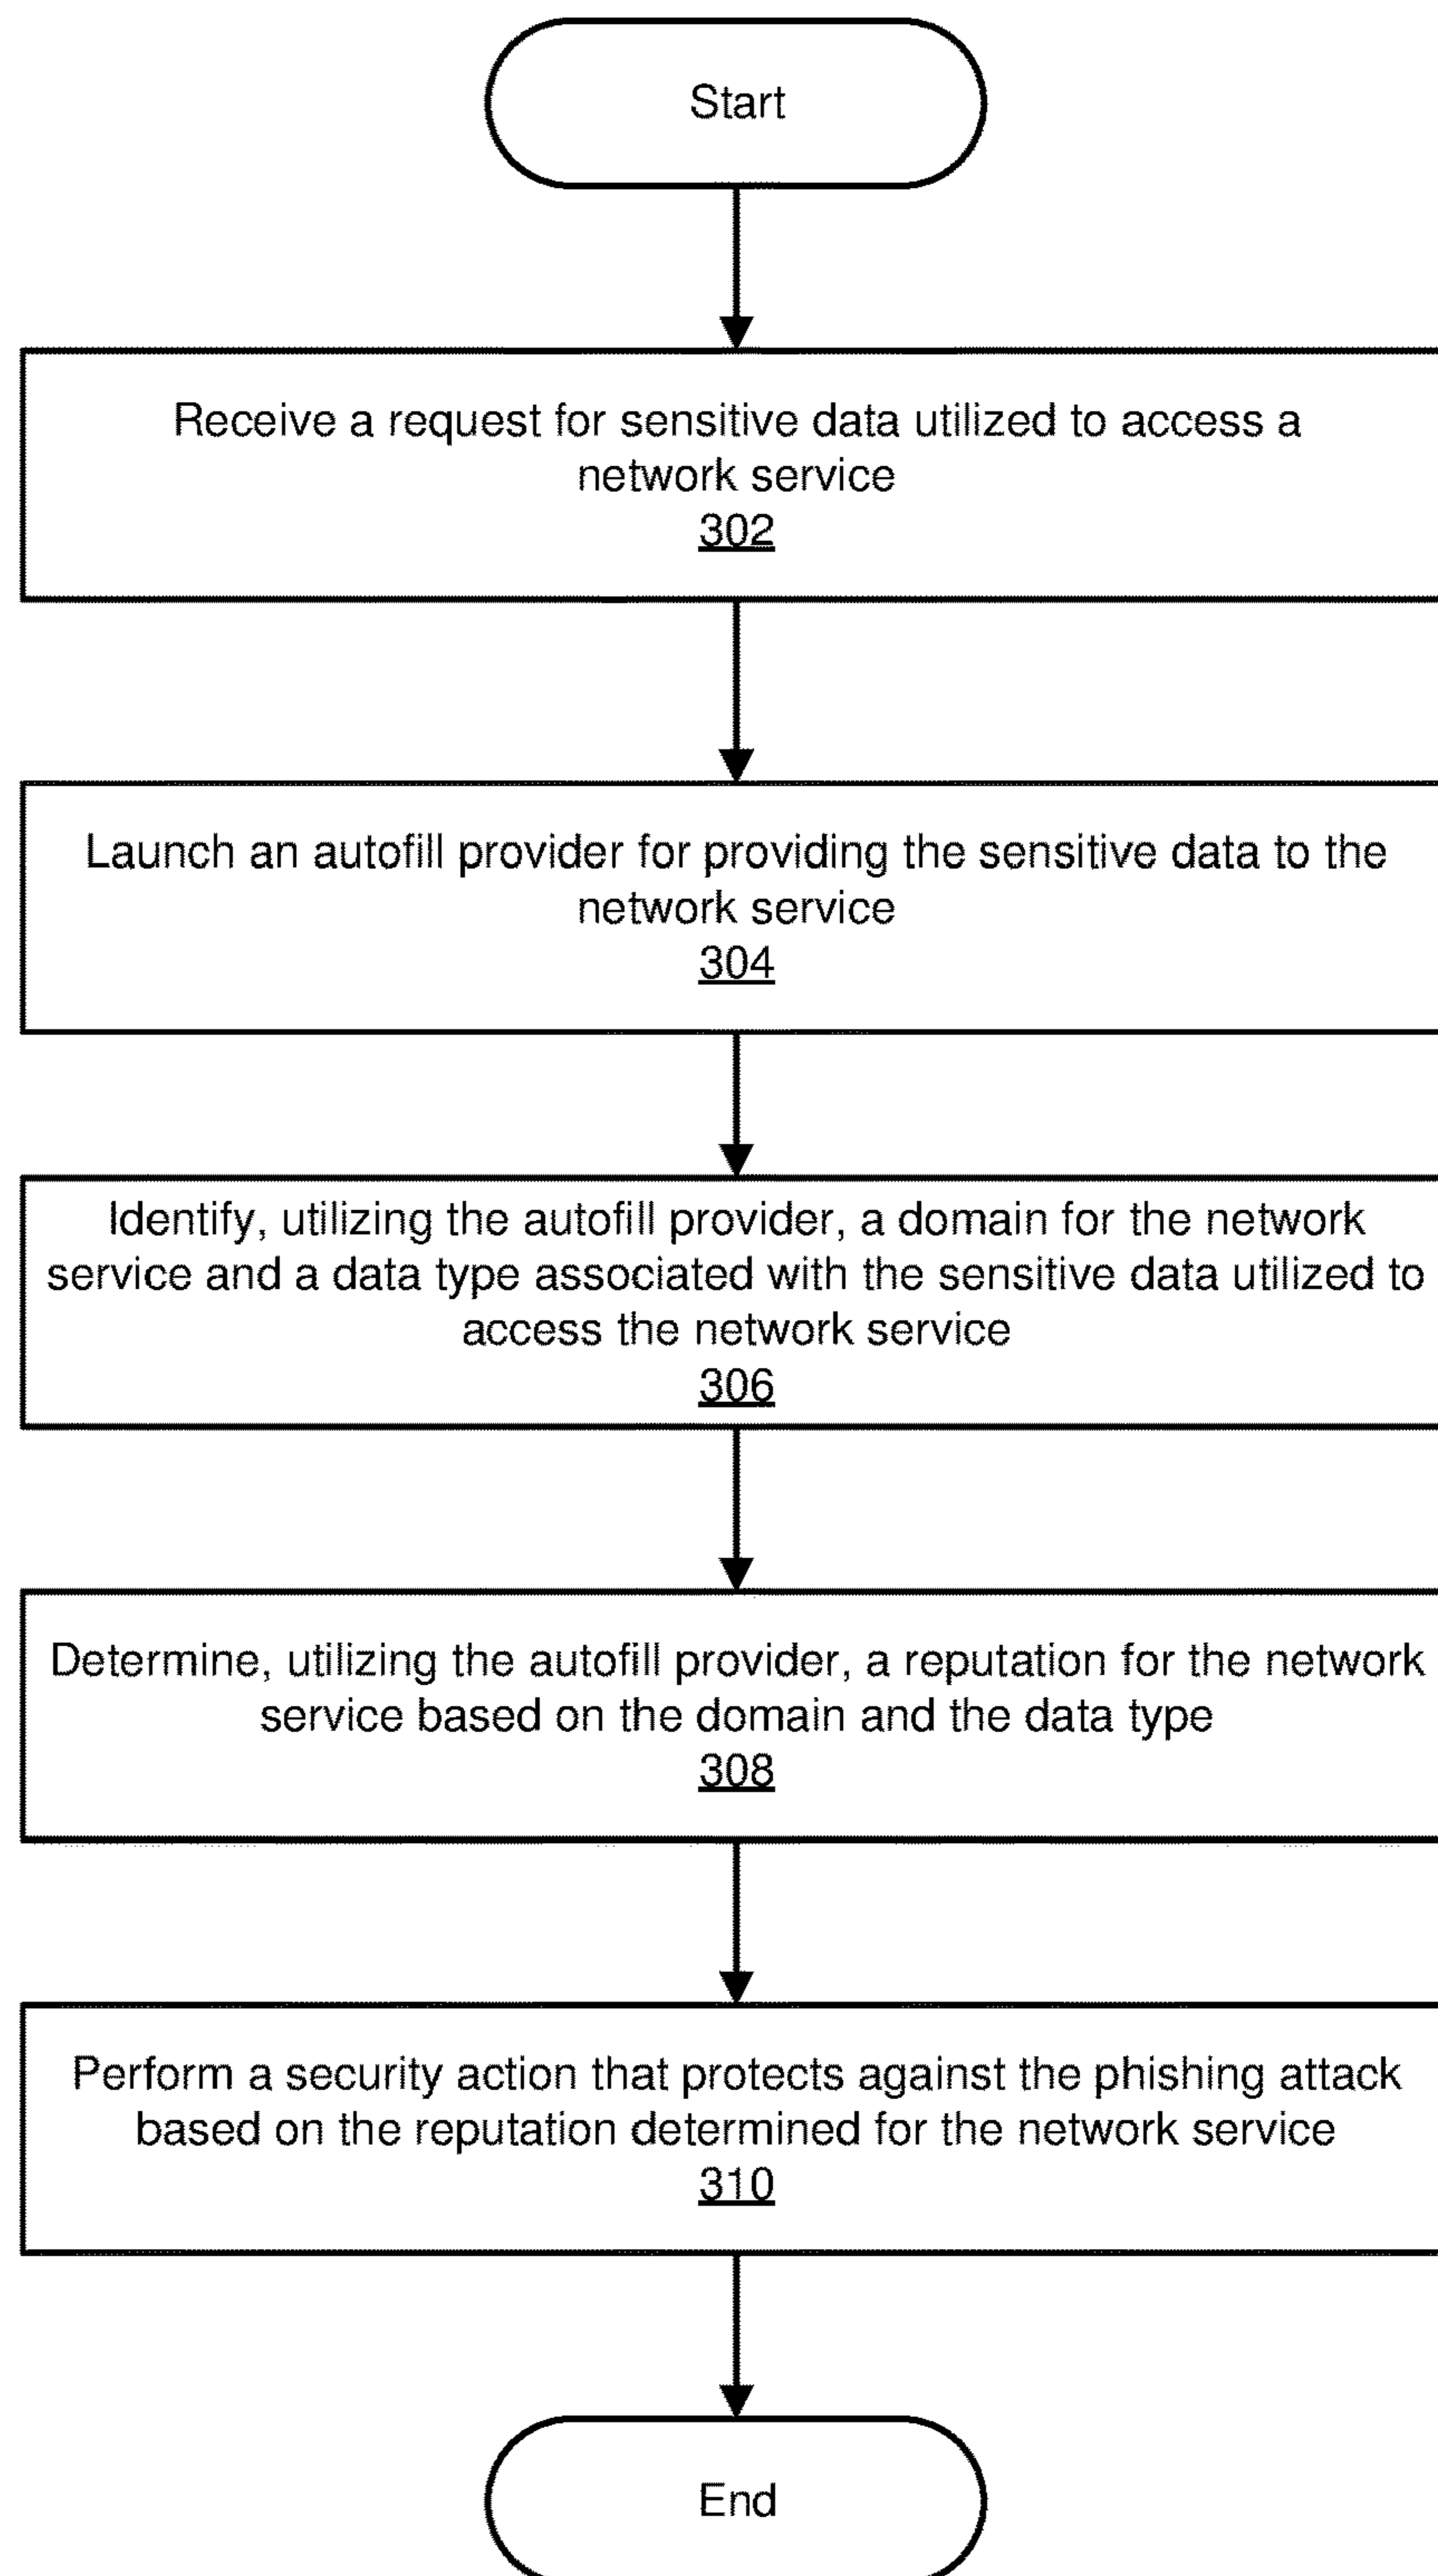 Start
Receive a request for sensitive data utilized to access a
network service
302
Launch an autofill provider for providing the sensitive data to the
network service
304
Identify, utilizing the autofill provider, a domain for the network
service and a data type associated with the sensitive data utilized to
access the network service
306
Determine, utilizing the autofill provider, a reputation for the network
service based on the domain and the data type
308
Perform a security action that protects against the phishing attack
based on the reputation determined for the network service
310
End